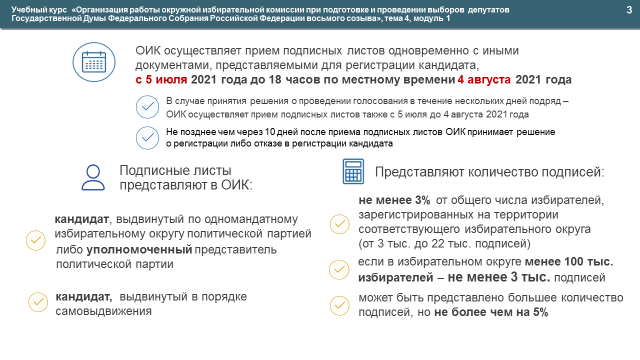 Учебный курс «Организация работы окружной избирательной комиссии при подготовке и проведении выборов депутатов
Государственной Думы Федерального Собрания Российской Федерации восьмого созыва», тема 4, модуль 1
3
ОИК осуществляет прием подписных листов одновременно с иными
документами, представляемыми для регистрации кандидата,
с 5 июля 2021 года до 18 часов по местному времени 4 августа 2021 года
В случае принятия решения о проведении голосования в течение нескольких дней подряд –
ОИК осуществляет прием подписных листов также с 5 июля до 4 августа 2021 года
Не позднее чем через 10 дней после приема подписных листов ОИК принимает решение
о регистрации либо отказе в регистрации кандидата
Подписные листы
представляют в ОИК:
кандидат, выдвинутый по одномандатному
избирательному округу политической партией
либо уполномоченный представитель
политической партии
кандидат, выдвинутый в порядке
самовыдвижения
Представляют количество подписей:
не менее 3% от общего числа избирателей,
зарегистрированных на территории
соответствующего избирательного округа
(от 3 тыс. до 22 тыс. подписей)
если в избирательном округе менее 100 тыс.
избирателей – не менее 3 тыс. подписей
может быть представлено большее количество
подписей, но не более чем на 5%